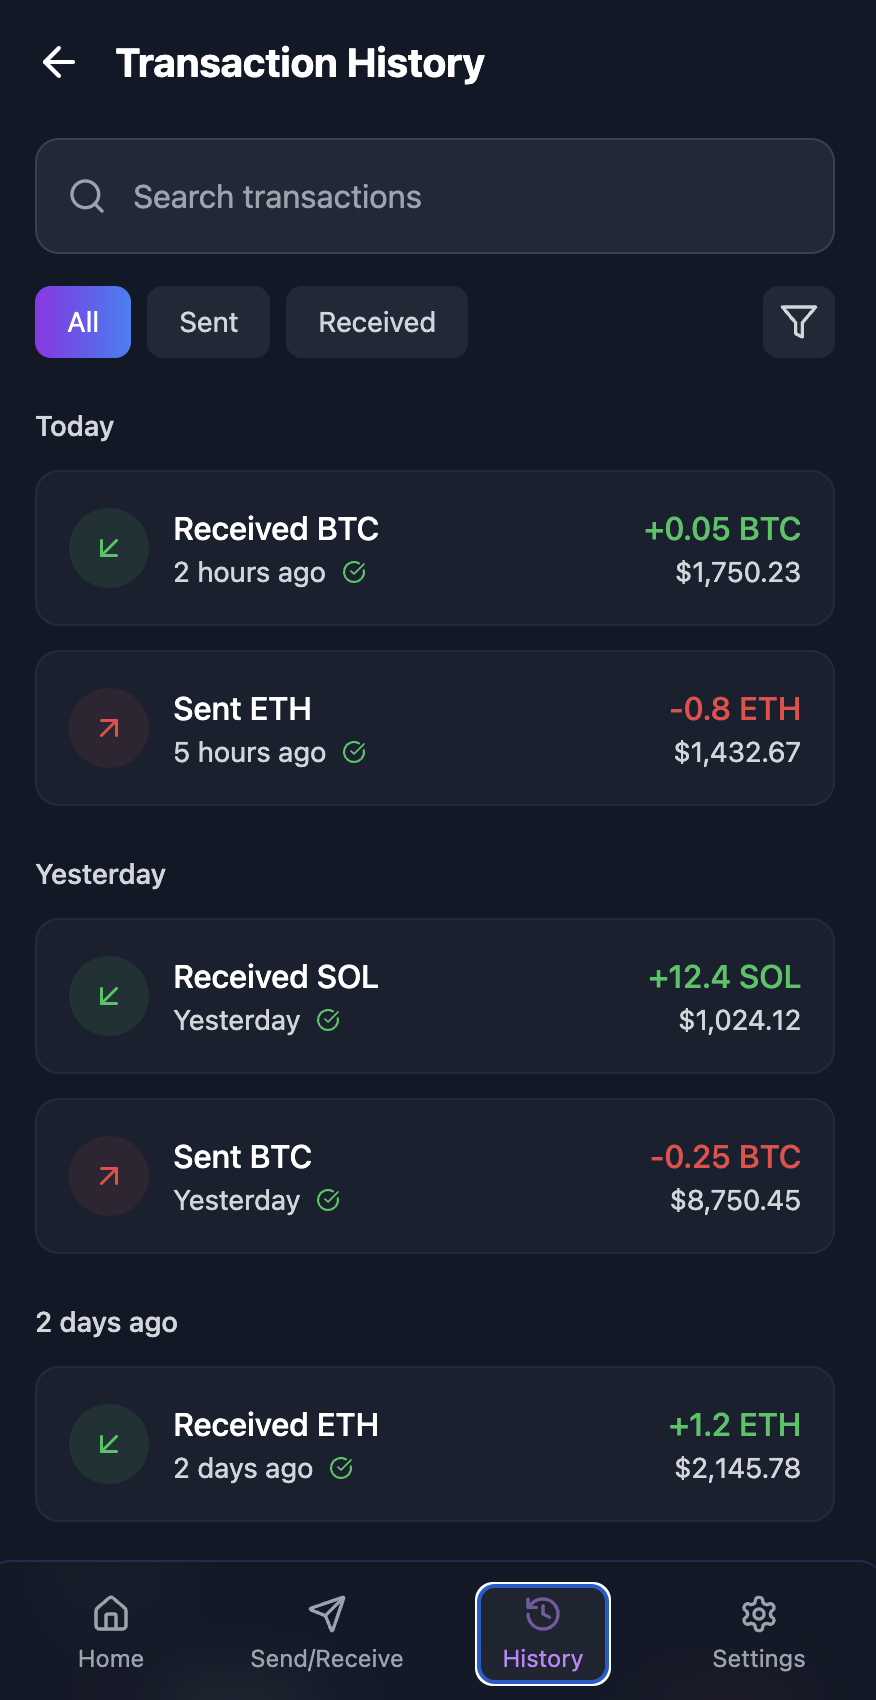 Transaction History
Search transactions
All Sent Received
Today
Received BTC +0.05 BTC
2 hours ago $1,750.23
Sent ETH -0.8 ETH
5 hours ago $1,432.67
Yesterday
Received SOL +12.4 SOL
Yesterday $1,024.12
Sent BTC -0.25 BTC
Yesterday $8,750.45
2 days ago
Received ETH +1.2 ETH
2 days ago $2,145.78
Home Send/Receive History Settings